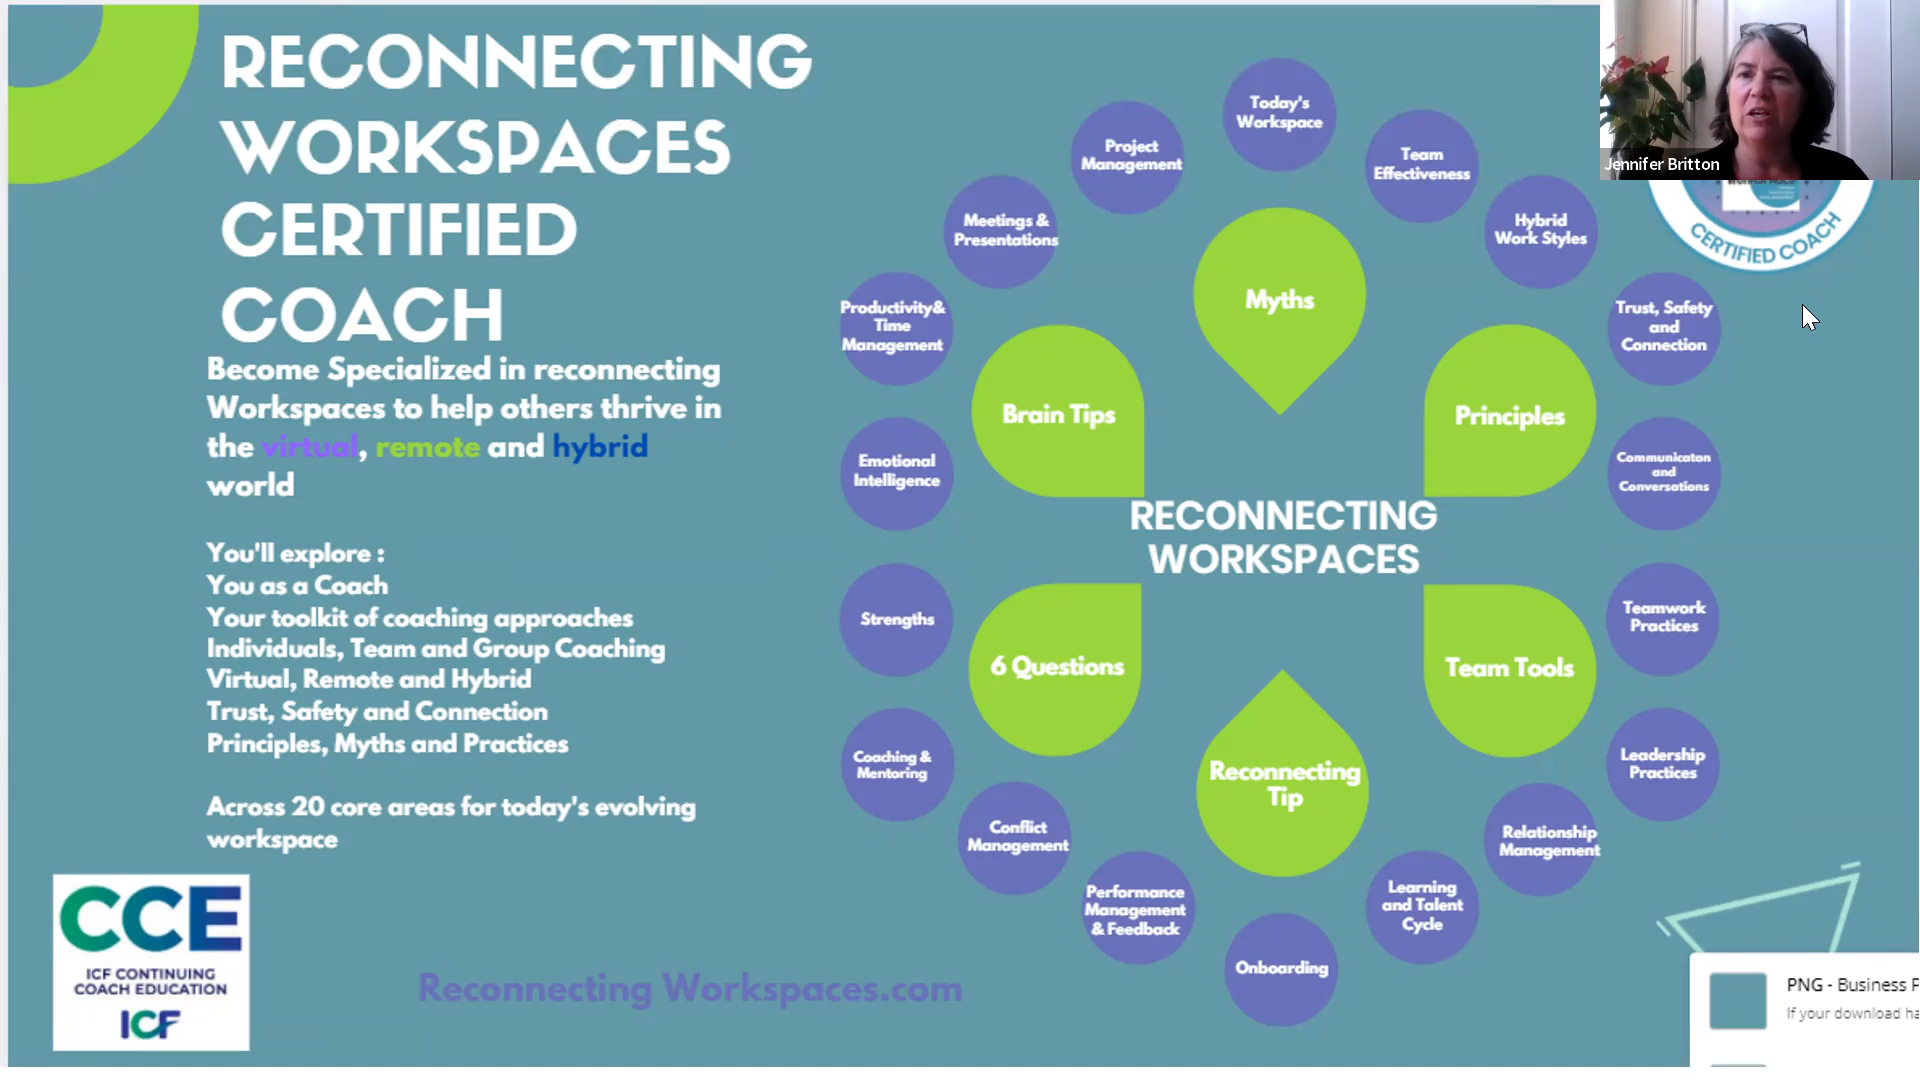 RECONNECTING
WORKSPACES
CERTIFIED
COACH
Become Specialized in reconnecting
Workspaces to help others thrive in
the virtual, remote and hybrid
world
You'll explore :
You as a Coach
Your toolkit of coaching approaches
Individuals, Team and Group Coaching
Virtual, Remote and Hybrid
Trust, Safety and Connection
Principles, Myths and Practices
Across 20 core areas for today's evolving
workspace
CCE
ICF CONTINUING
COACH EDUCATION
ICF
Reconnecting Workspaces.com
Today's
Workspace
Team
Effectiveness
Hybrid
Work Styles
Trust, Safety
and
Connection
Communicaton
and
Conversations
Teamwork
Practices
Leadership
Practices
Relationship
Management
Learning
and Talent
Cycle
Onboarding
Performance
Management
& Feedback
Conflict
Management
Coaching &
Mentoring
Strengths
Emotional
Intelligence
Productivity&
Time
Management
Meetings &
Presentations
Project
Management
Myths
Principles
Team Tools
Reconnecting
Tip
6 Questions
Brain Tips
RECONNECTING
WORKSPACES
Jennifer Britton
CERTIFIED COACH
PNG - Business F
If your download ha